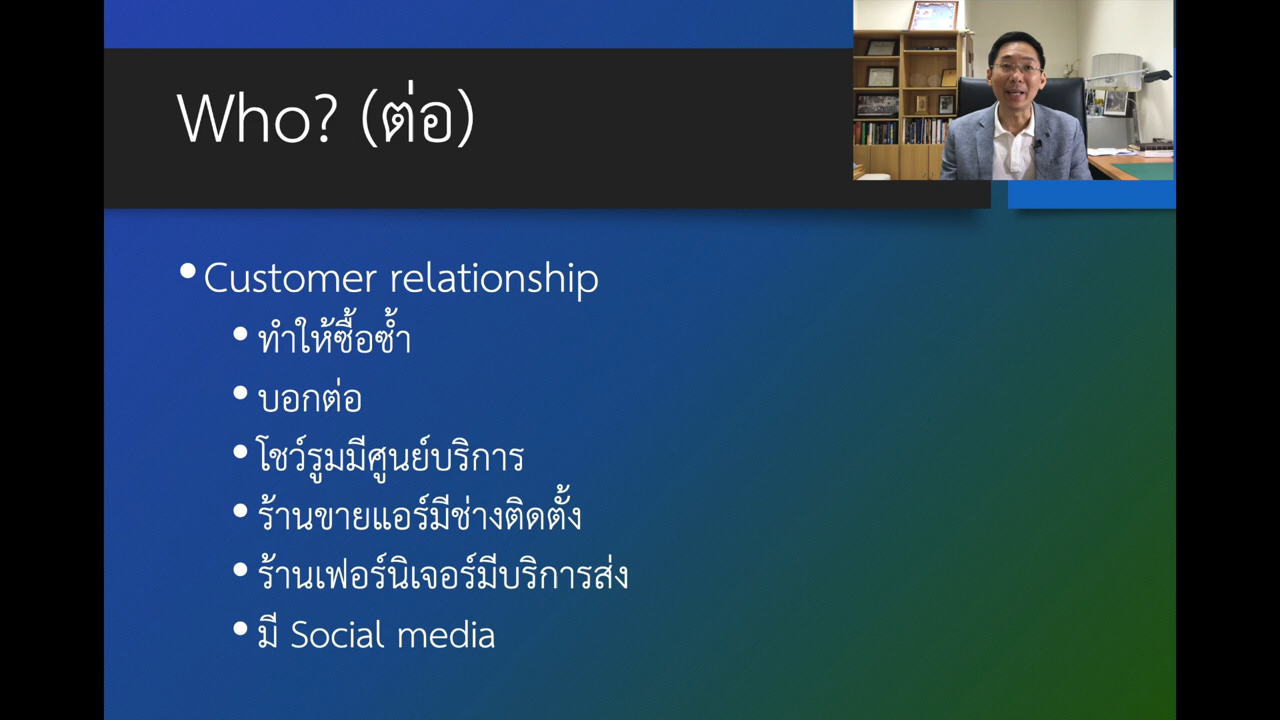 Who? (ต่อ)
•Customer relationship
•ทำให้ซื้อซ้ำ
•บอกต่อ
•โชว์รูมมีศูนย์บริการ
•ร้านขายแอร์มีช่างติดตั้ง
•ร้านเฟอร์นิเจอร์มีบริการส่ง
•มี Social media